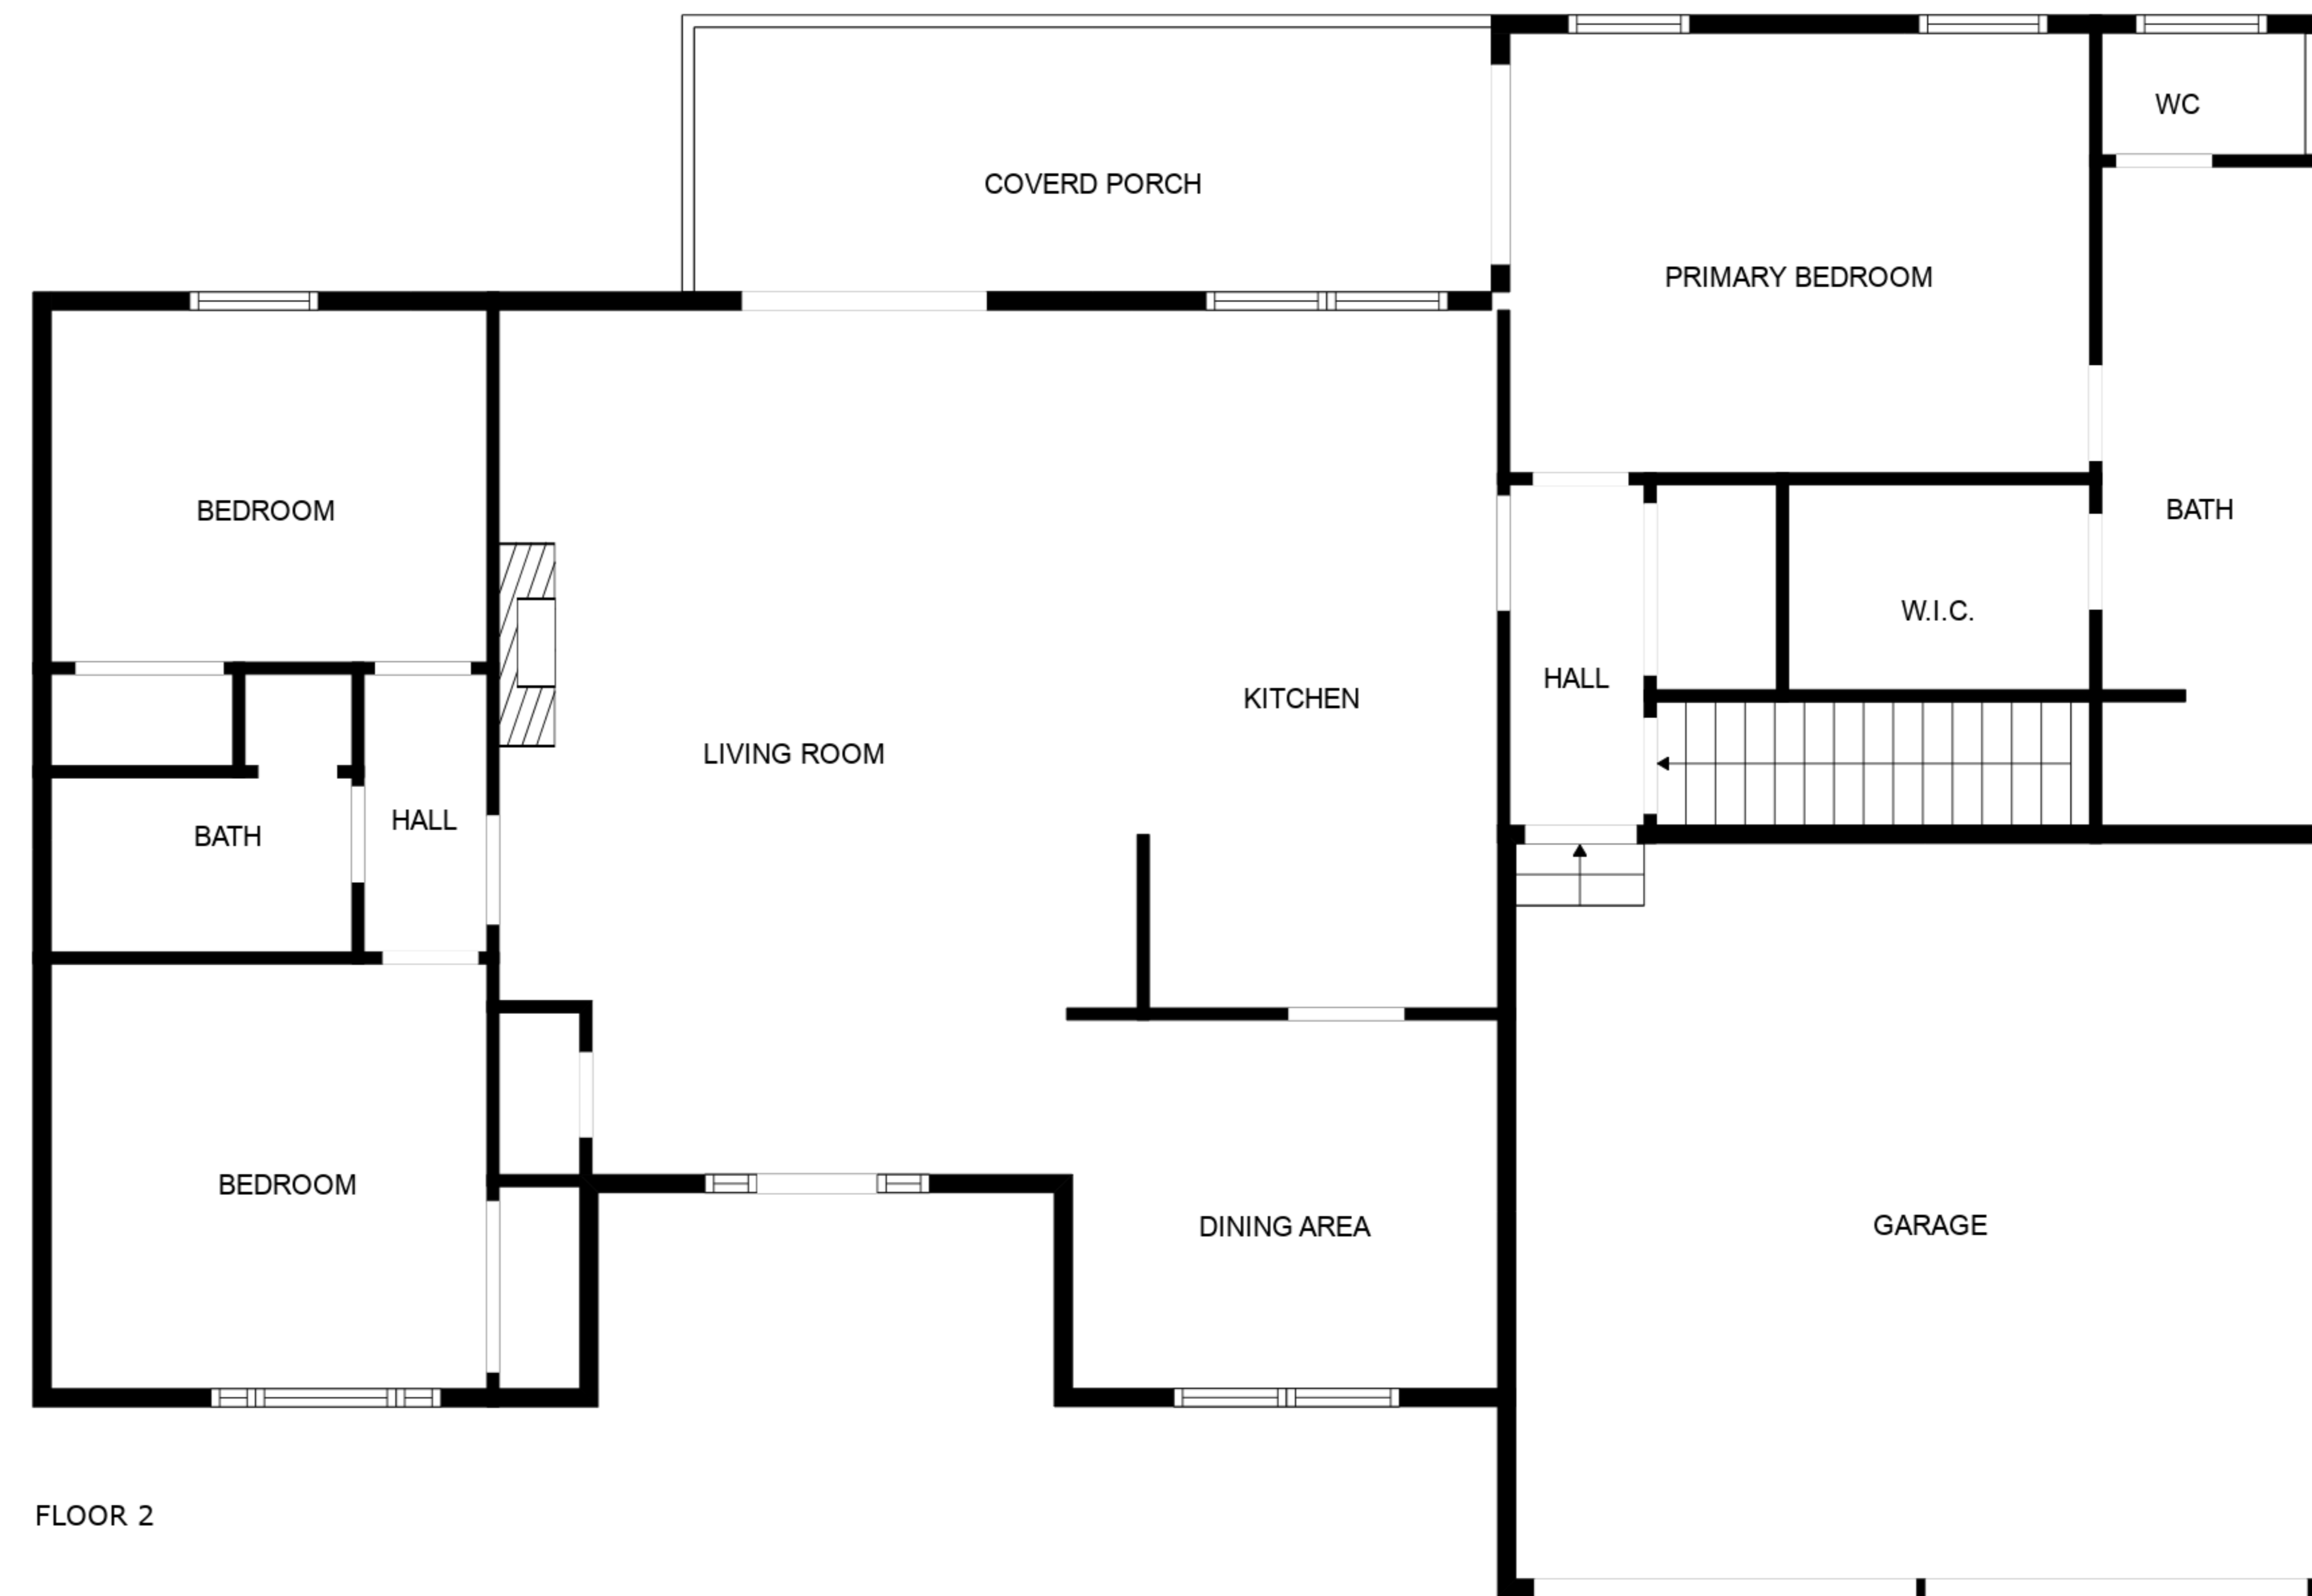 WC
COVERD PORCH
PRIMARY BEDROOM
BEDROOM
BATH
W.I.C.
HALL
KITCHEN
LIVING ROOM
HALL
BATH
BEDROOM
DINING AREA
GARAGE
FLOOR 2